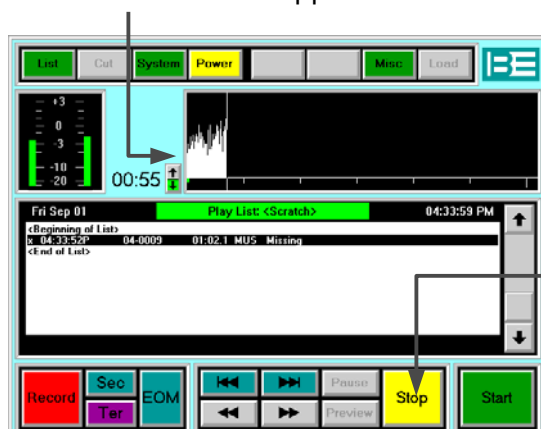 List Cut System Power Misc Load BE
+3
0
-3
-10
-20
00:55
Fri Sep 01 Play List: <Scratch> 04:33:59 PM
<Beginning of List>
x 04:33:52P 04-0009 01:02.1 MUS Missing
<End of List>
Record Sec Ter EOM Pause Preview Stop Start